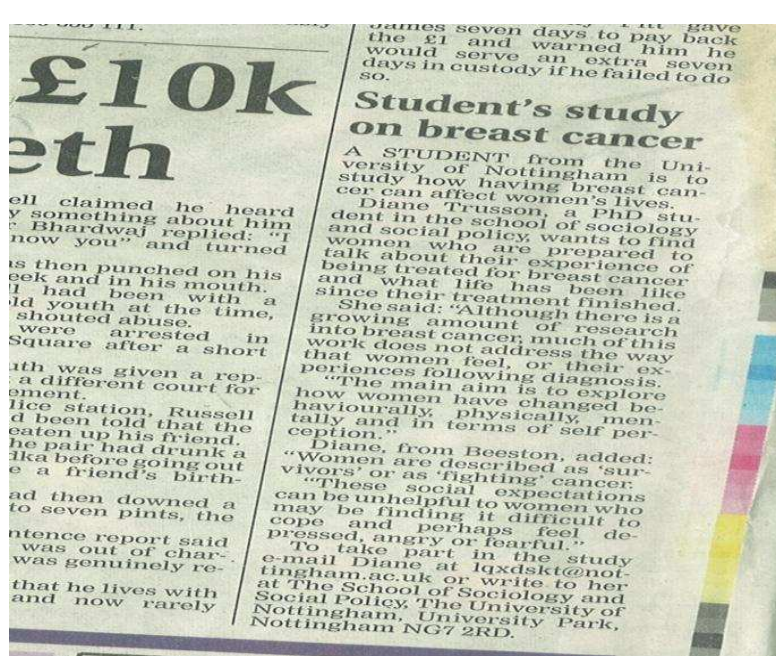 £10k
eth
ell claimed he heard
y something about him
r Bhardwaj replied: "I
now you" and turned
as then punched on his
eek and in his mouth.
ll had been with a
old youth at the time,
shouted abuse.
were arrested in
Square after a short
uth was given a rep-
a different court for
ement.
lice station, Russell
d been told that the
eaten up his friend.
he pair had drunk a
dka before going out
e a friend's birth-
ad then downed a
to seven pints, the
ntence report said
was out of char-
was genuinely re-
that he lives with
and now rarely
gave
James seven days to pay back
the £1 and warned him he
would serve an extra seven
days in custody if he failed to do
so.
Student's study
on breast cancer
A STUDENT from the Uni-
versity of Nottingham is to
study how having breast can-
cer can affect women's lives.
Diane Trusson, a PhD stu-
dent in the school of sociology
and social policy, wants to find
women who are prepared to
talk about their experience of
being treated for breast cancer
and what life has been like
since their treatment finished.
She said: "Although there is a
growing amount of research
into breast cancer, much of this
work does not address the way
that women feel, or their ex-
periences following diagnosis.
"The main aim is to explore
how women have changed be-
haviourally, physically, men-
tally and in terms of self per-
ception."
Diane, from Beeston, added:
"Women are described as 'sur-
vivors' or as 'fighting' cancer.
"These social expectations
can be unhelpful to women who
may be finding it difficult to
cope and perhaps feel de-
pressed, angry or fearful."
To take part in the study
e-mail Diane at lqxdskt@not-
tingham.ac.uk or write to her
at The School of Sociology and
Social Policy, The University of
Nottingham, University Park,
Nottingham NG7 2RD.